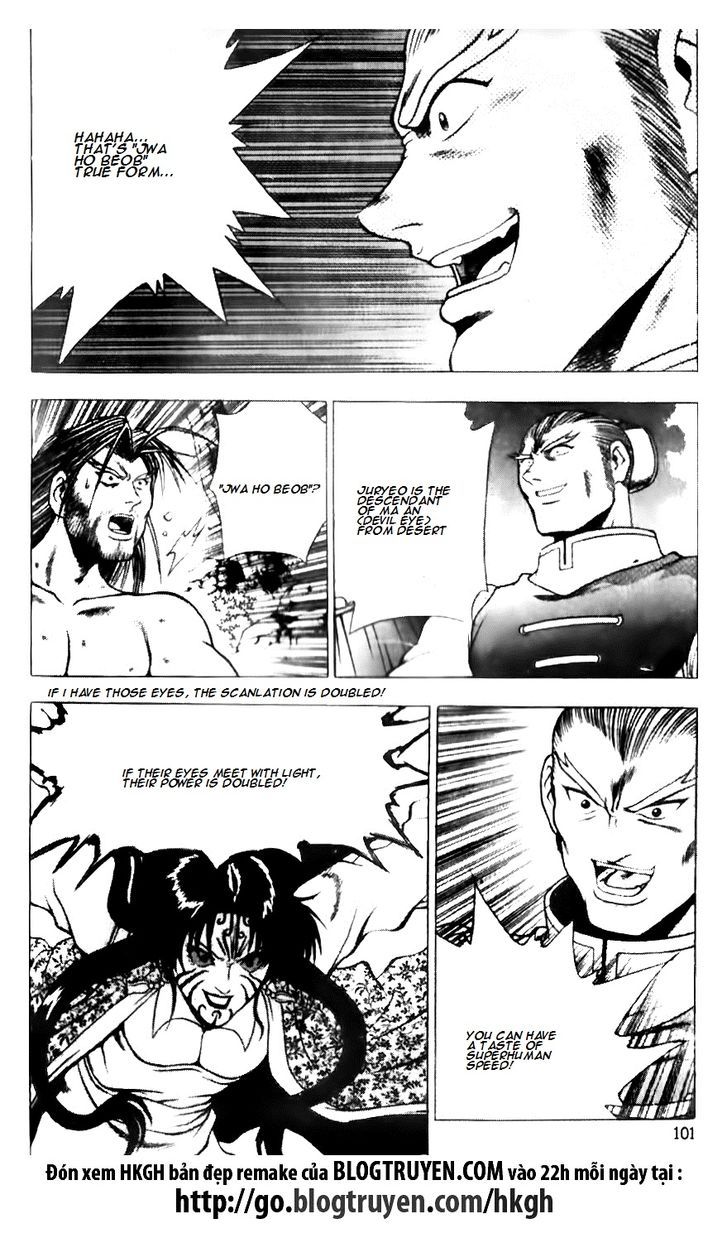 HAHAHA...
THAT'S "JWA
HO BEOB"
TRUE FORM...
"JWA HO BEOB"?
JURYEO IS THE
DESCENDANT
OF MA AN
(DEVIL EYE)
FROM DESERT
IF I HAVE THOSE EYES, THE SCANLATION IS DOUBLED!
IF THEIR EYES MEET WITH LIGHT,
THEIR POWER IS DOUBLED!
YOU CAN HAVE
A TASTE OF
SUPERHUMAN
SPEED!
101
Đón xem HKGH bản đẹp remake của BLOGTRUYEN.COM vào 22h mỗi ngày tại :
http://go.blogtruyen.com/hkgh